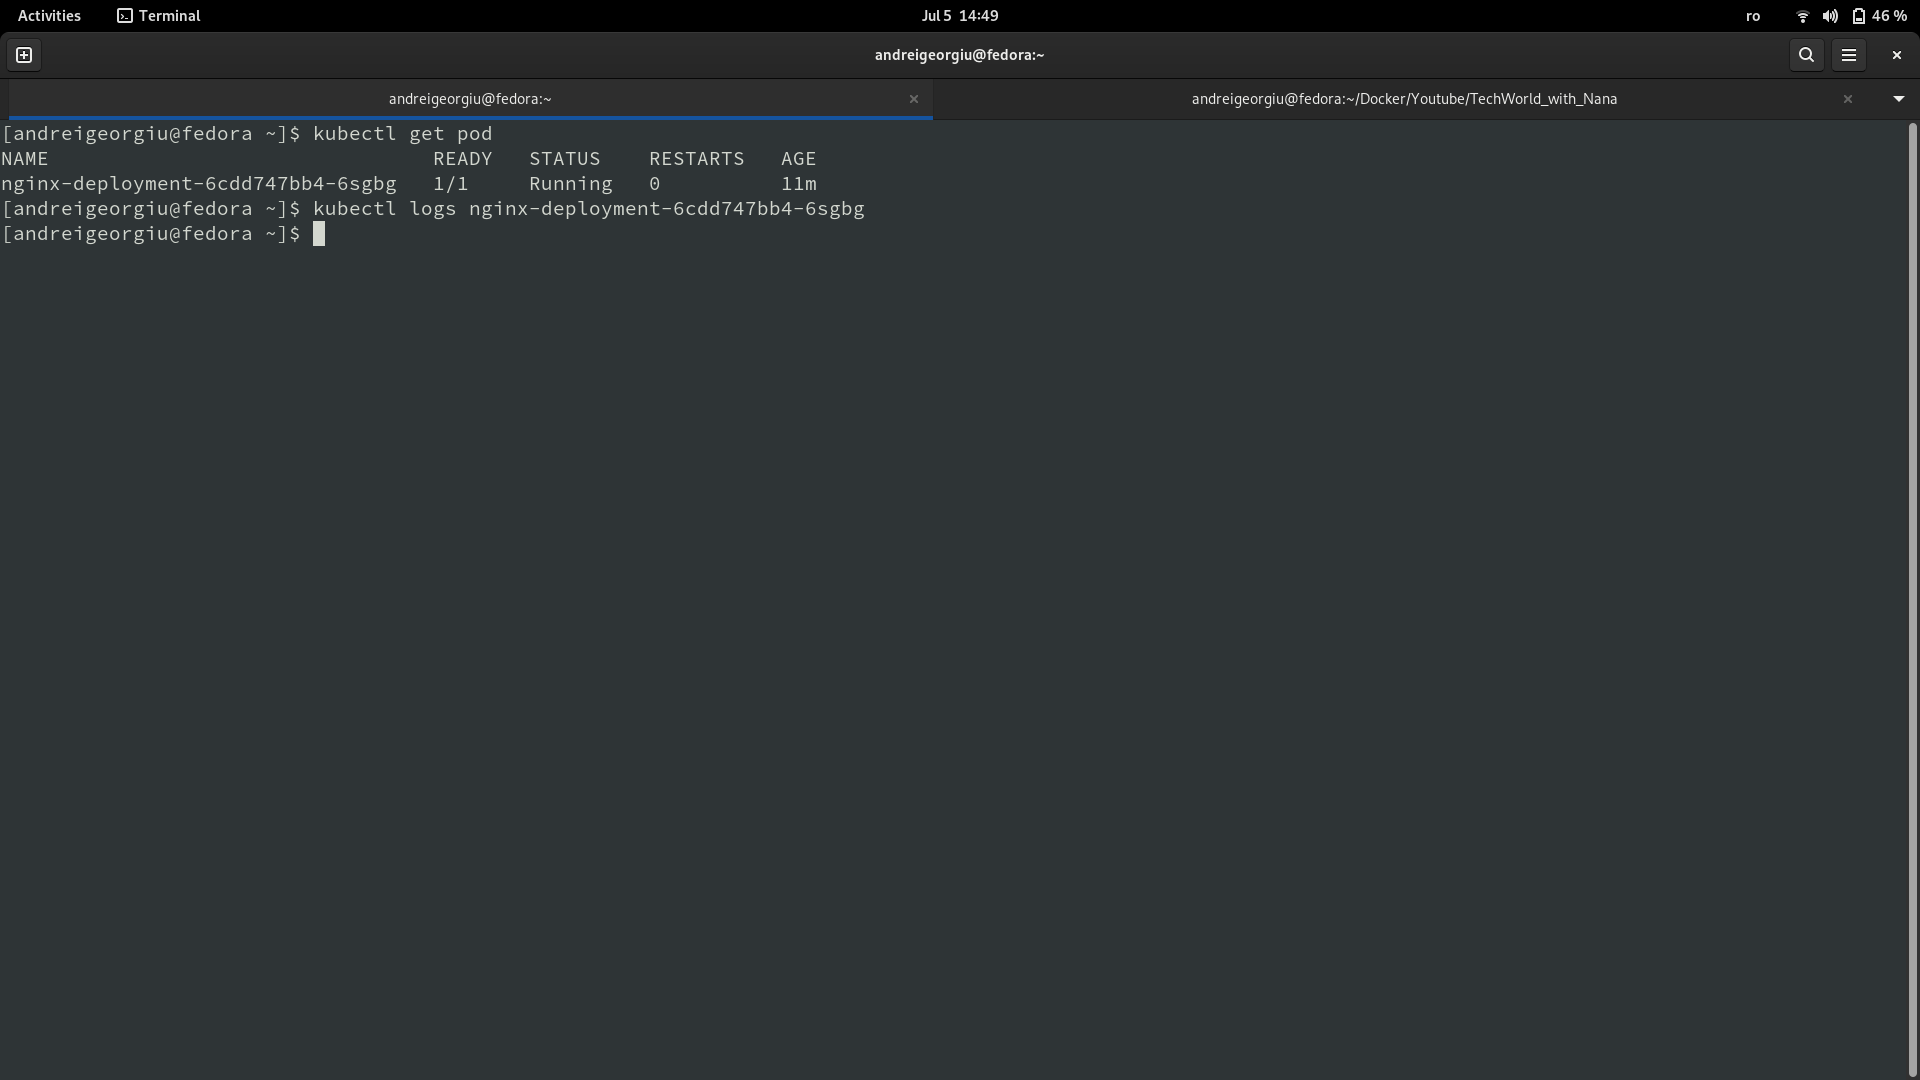 Activities Terminal Jul 5 14:49 ro 46 %
andreigeorgiu@fedora:~
andreigeorgiu@fedora:~ andreigeorgiu@fedora:~/Docker/Youtube/TechWorld_with_Nana
[andreigeorgiu@fedora ~]$ kubectl get pod
NAME READY STATUS RESTARTS AGE
nginx-deployment-6cdd747bb4-6sgbg 1/1 Running 0 11m
[andreigeorgiu@fedora ~]$ kubectl logs nginx-deployment-6cdd747bb4-6sgbg
[andreigeorgiu@fedora ~]$